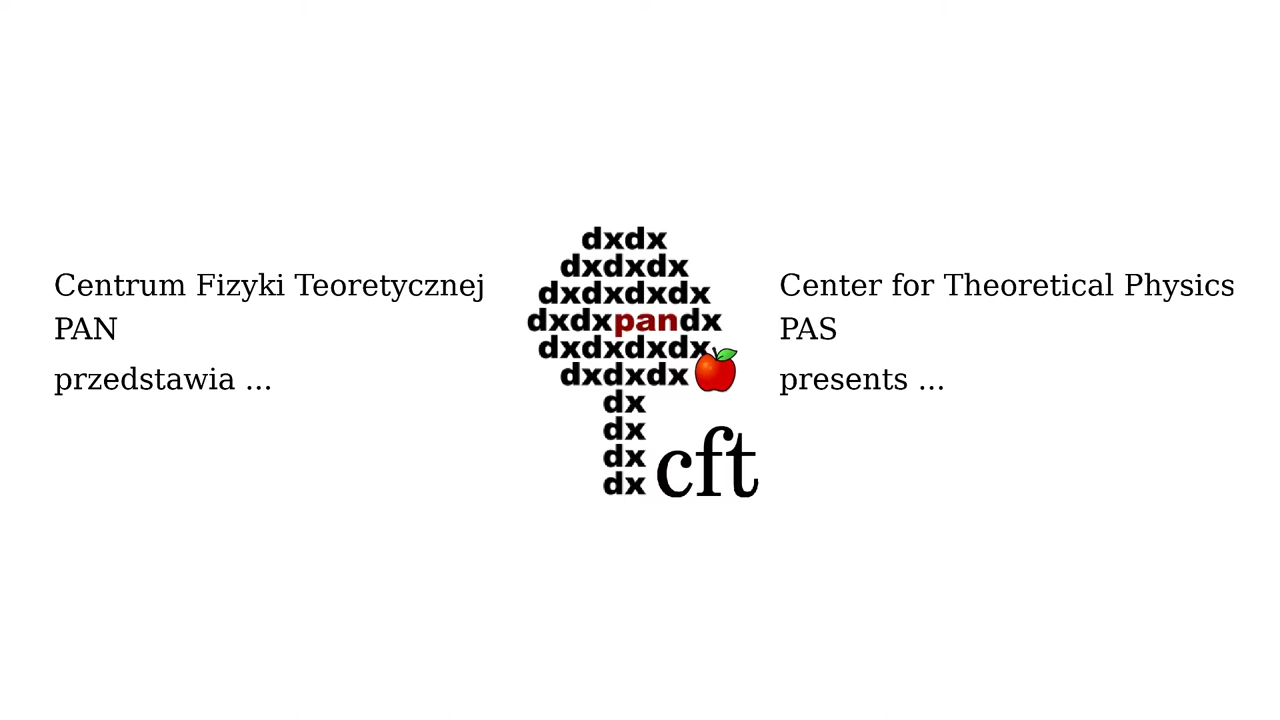 Centrum Fizyki Teoretycznej
PAN
przedstawia ...
dxdx
dxdxdx
dxdxdxdx
dxdxpandx
dxdxdxdx
dxdxdx
dx
dx
dx
dx
cft
Center for Theoretical Physics
PAS
presents ...